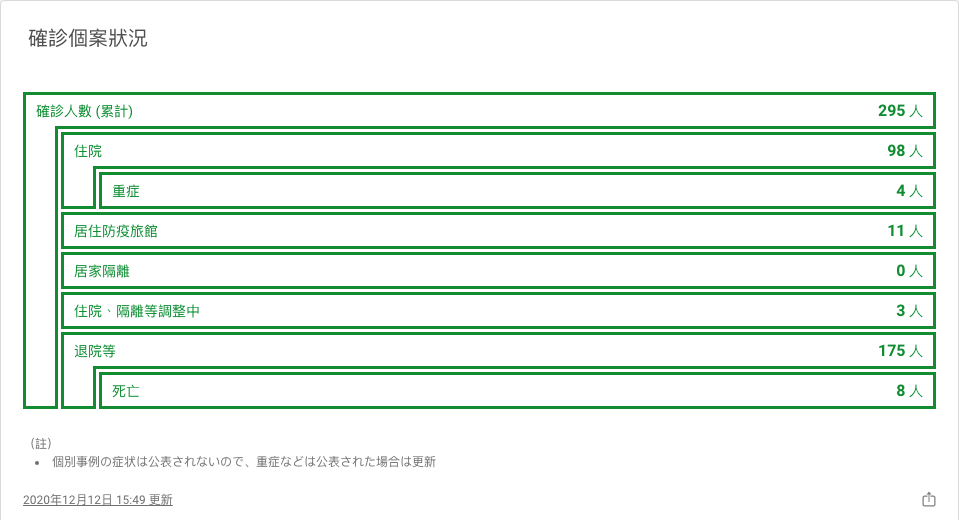 確診個案狀況
確診人數 (累計) 295 人
住院 98 人
重症 4 人
居住防疫旅館 11 人
居家隔離 0 人
住院、隔離等調整中 3 人
退院等 175 人
死亡 8 人
(註)
• 個別事例の症状は公表されないので、重症などは公表された場合は更新
2020年12月12日 15:49 更新